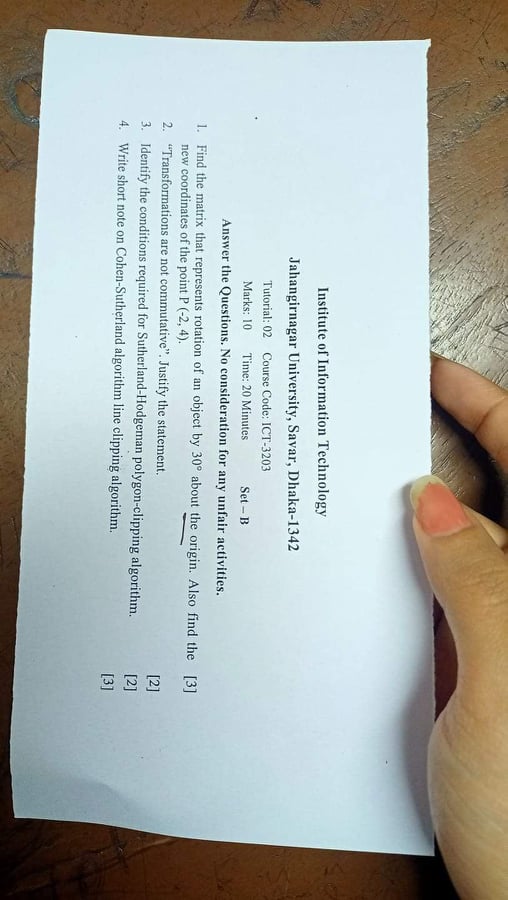 Institute of Information Technology
Jahangirnagar University, Savar, Dhaka-1342
Tutorial: 02 Course Code: ICT-3203
Marks: 10 Time: 20 Minutes Set – B
Answer the Questions. No consideration for any unfair activities.
1. Find the matrix that represents rotation of an object by 30° about the origin. Also find the [3]
new coordinates of the point P (-2, 4).
2. “Transformations are not commutative”. Justify the statement. [2]
3. Identify the conditions required for Sutherland-Hodgeman polygon-clipping algorithm. [2]
4. Write short note on Cohen-Sutherland algorithm line clipping algorithm. [3]